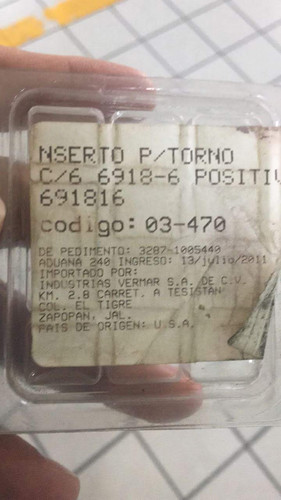 NSERTO P/TORNO
C/6 6918-6 POSITIV
691816
codigo: 03-470
DE PEDIMENTO: 3287-1005440
ADUANA 240 INGRESO: 13/julio/2011
IMPORTADO POR:
INDUSTRIAS VERMAR S.A. DE C.V.
KM. 2.8 CARRET. A TESISTAN
COL. EL TIGRE
ZAPOPAN, JAL.
PAIS DE ORIGEN: U.S.A.